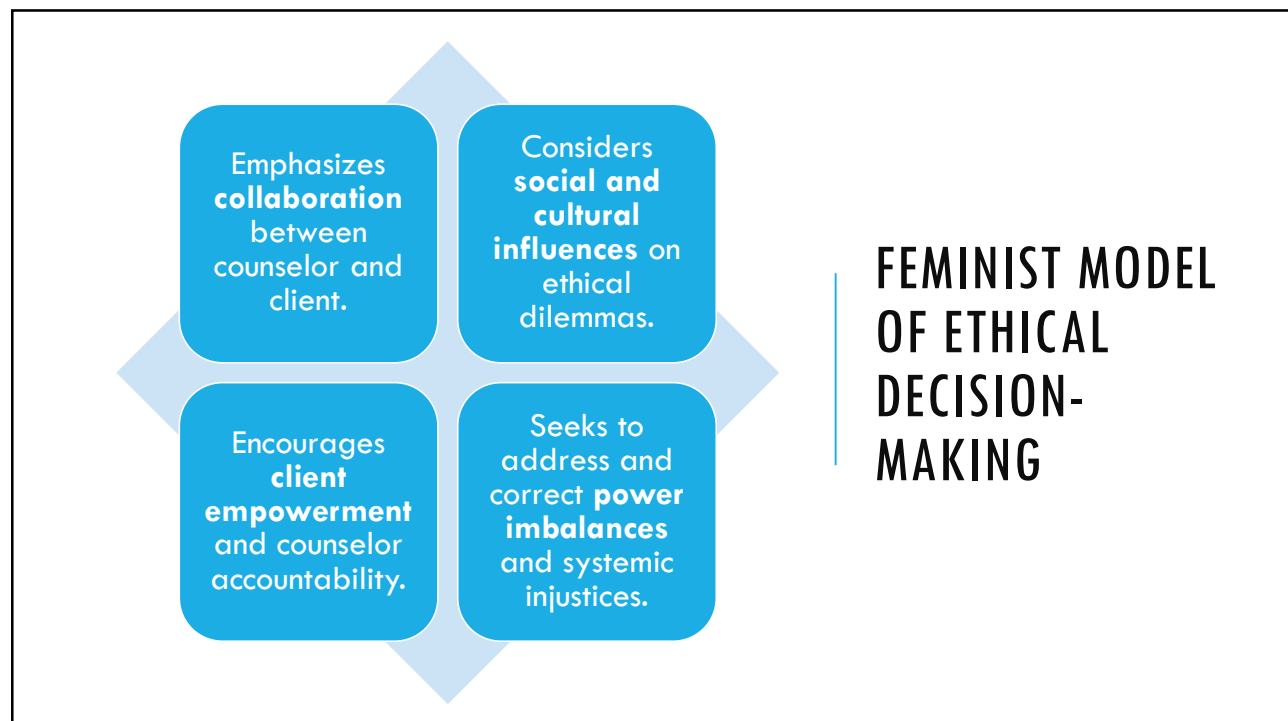 Emphasizes
collaboration
between
counselor and
client.
Considers
social and
cultural
influences on
ethical
dilemmas.
Encourages
client
empowerment
and counselor
accountability.
Seeks to
address and
correct power
imbalances
and systemic
injustices.
FEMINIST MODEL
OF ETHICAL
DECISION-
MAKING